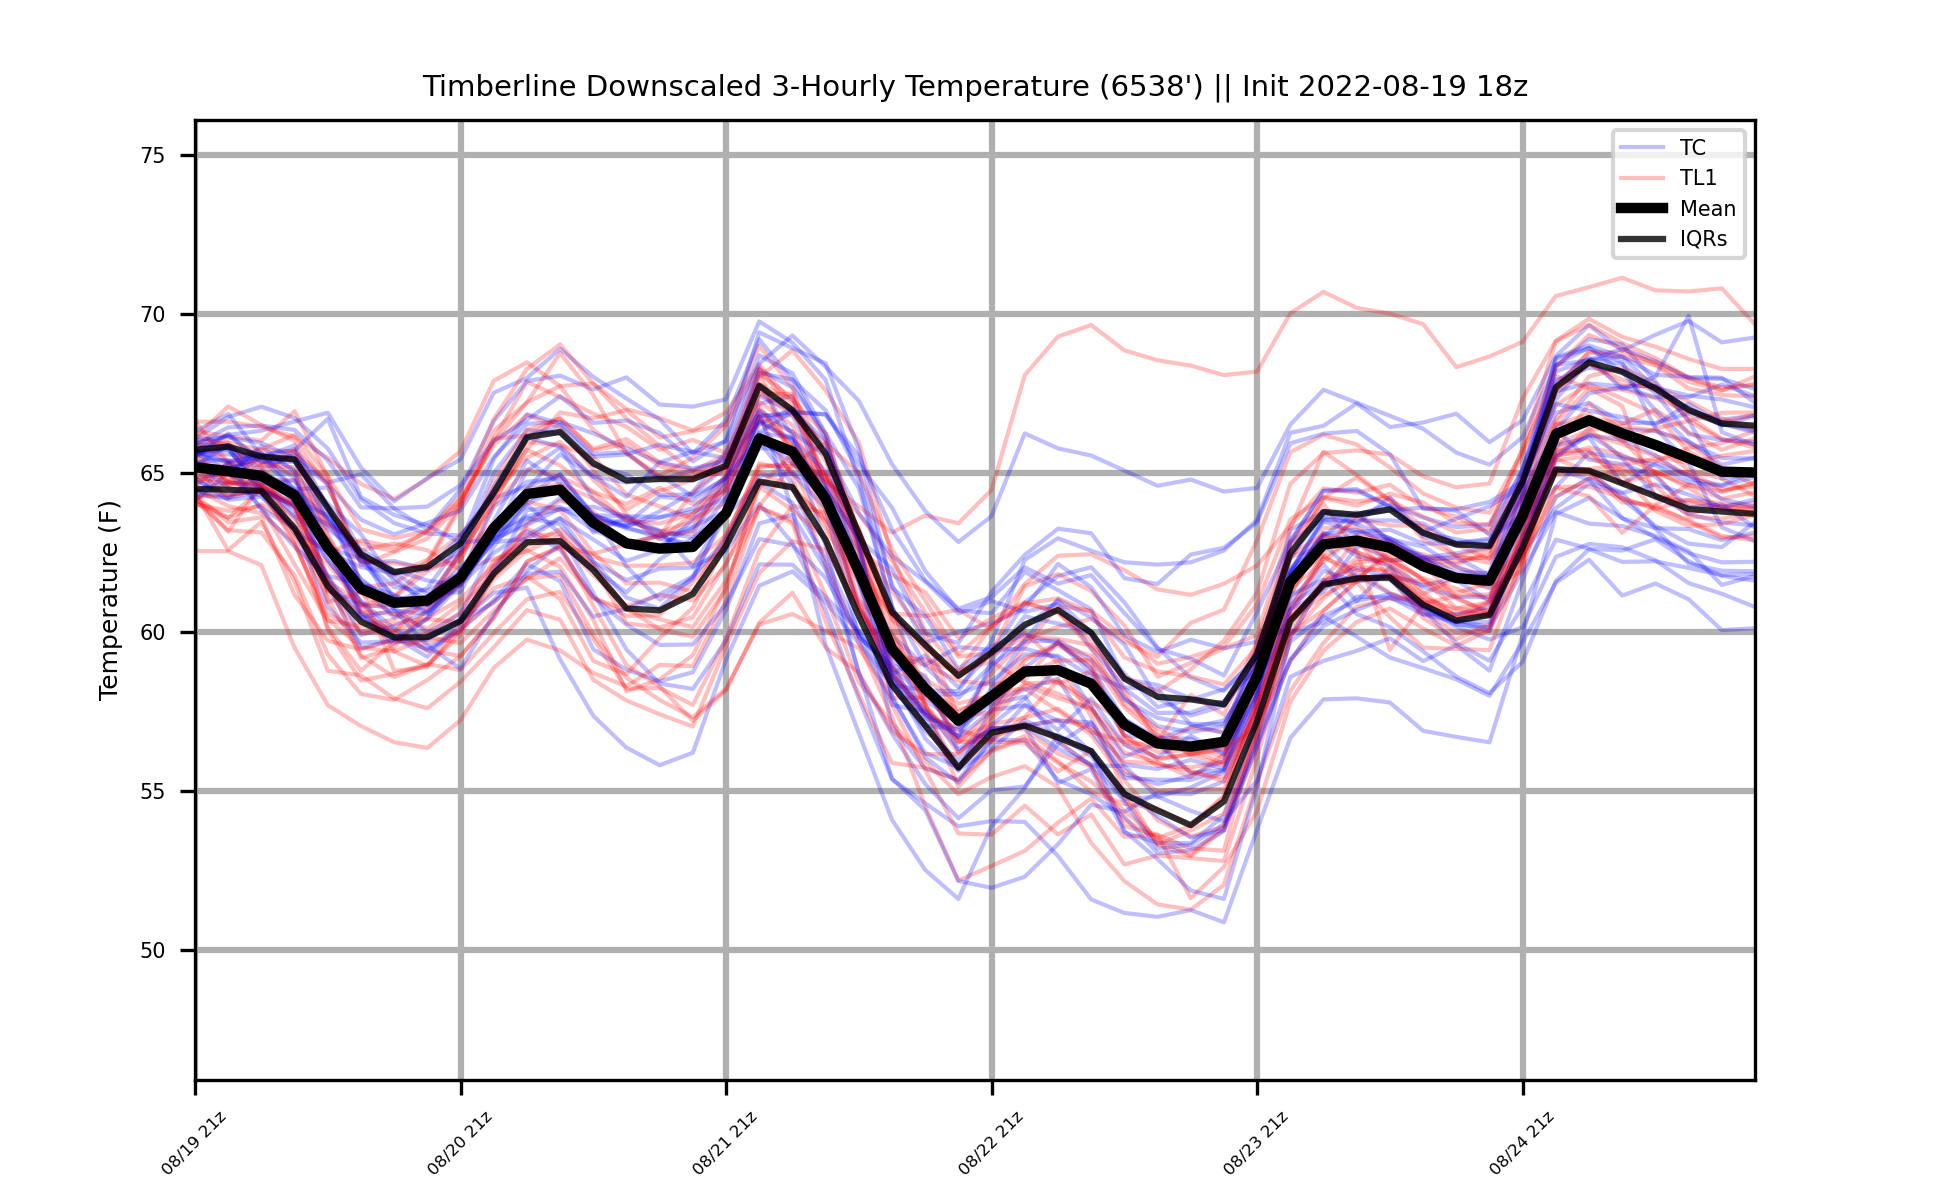 Timberline Downscaled 3-Hourly Temperature (6538') || Init 2022-08-19 18z
TC
TL1
Mean
IQRs
Temperature (F)
75
70
65
60
55
50
08/19 21z
08/20 21z
08/21 21z
08/22 21z
08/23 21z
08/24 21z